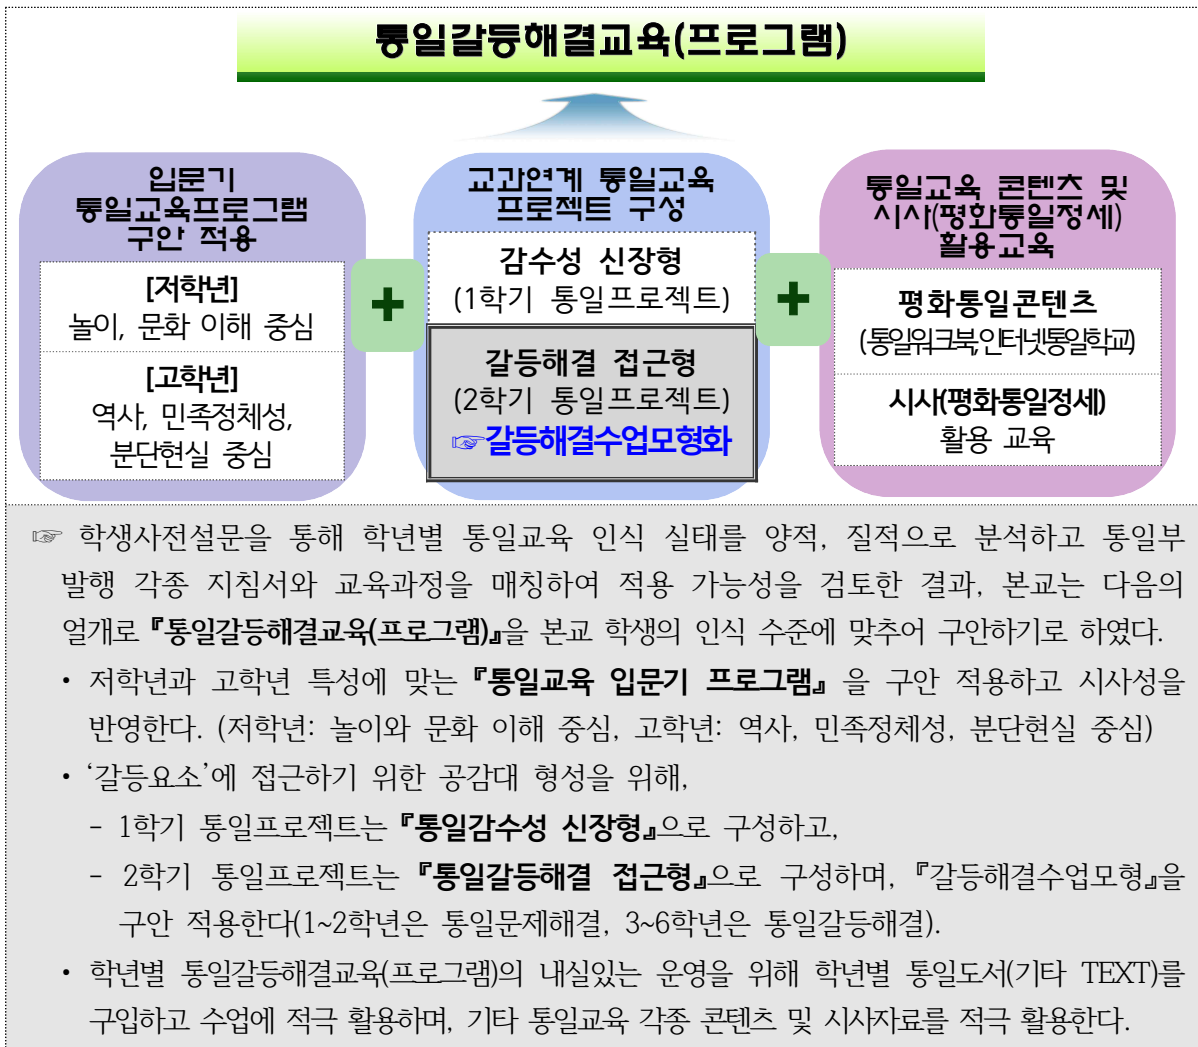 통일갈등해결교육(프로그램)
입문기
통일교육프로그램
구안 적용
[저학년]
놀이, 문화 이해 중심
[고학년]
역사, 민족정체성,
분단현실 중심
+
교과연계 통일교육
프로젝트 구성
감수성 신장형
(1학기 통일프로젝트)
갈등해결 접근형
(2학기 통일프로젝트)
☞갈등해결수업모형화
+
통일교육 콘텐츠 및
시사(평화통일정세)
활용교육
평화통일콘텐츠
(통일워크북,인터넷통일학교)
시사(평화통일정세)
활용 교육
☞ 학생사전설문을 통해 학년별 통일교육 인식 실태를 양적, 질적으로 분석하고 통일부
발행 각종 지침서와 교육과정을 매칭하여 적용 가능성을 검토한 결과, 본교는 다음의
얼개로 『통일갈등해결교육(프로그램)』을 본교 학생의 인식 수준에 맞추어 구안하기로 하였다.
• 저학년과 고학년 특성에 맞는 『통일교육 입문기 프로그램』 을 구안 적용하고 시사성을
반영한다. (저학년: 놀이와 문화 이해 중심, 고학년: 역사, 민족정체성, 분단현실 중심)
• ‘갈등요소’에 접근하기 위한 공감대 형성을 위해,
- 1학기 통일프로젝트는 『통일감수성 신장형』으로 구성하고,
- 2학기 통일프로젝트는 『통일갈등해결 접근형』으로 구성하며, 『갈등해결수업모형』을
구안 적용한다(1~2학년은 통일문제해결, 3~6학년은 통일갈등해결).
• 학년별 통일갈등해결교육(프로그램)의 내실있는 운영을 위해 학년별 통일도서(기타 TEXT)를
구입하고 수업에 적극 활용하며, 기타 통일교육 각종 콘텐츠 및 시사자료를 적극 활용한다.